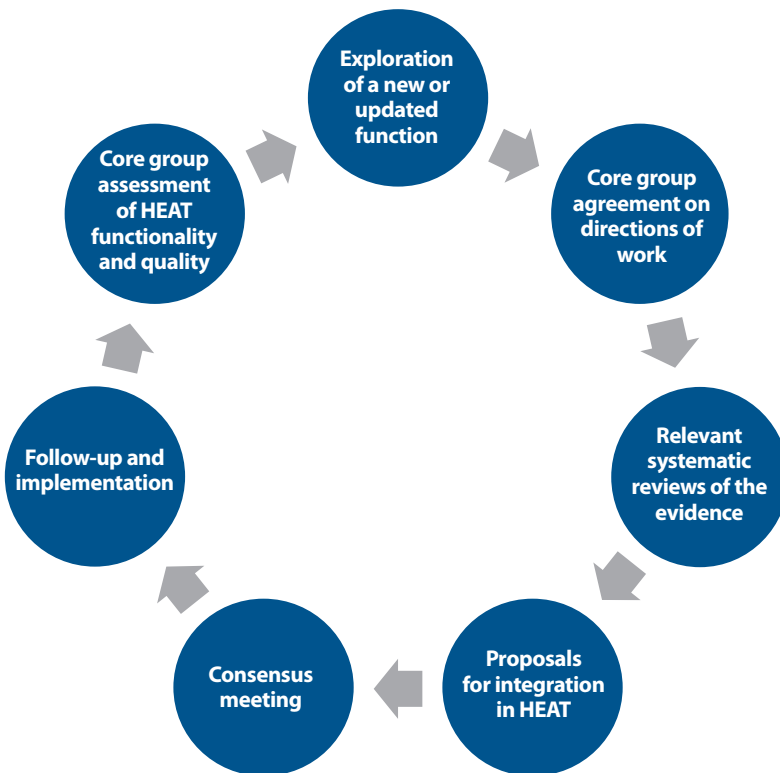 Exploration
of a new or
updated
function
Core group
agreement on
directions of
work
Relevant
systematic
reviews of the
evidence
Proposals
for integration
in HEAT
Consensus
meeting
Follow-up and
implementation
Core group
assessment
of HEAT
functionality
and quality